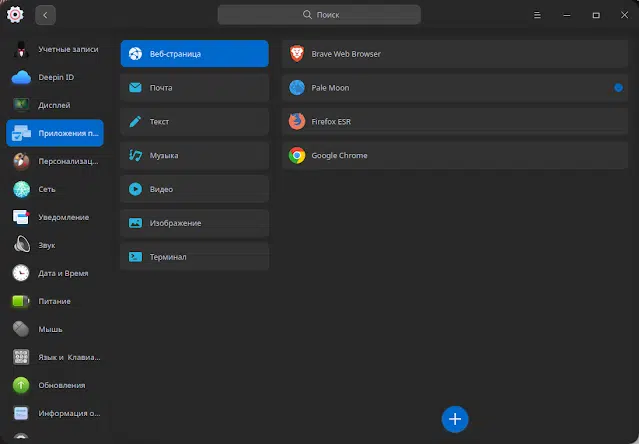 Поиск
Учетные записи
Deepin ID
Дисплей
Приложения п...
Персонализац...
Сеть
Уведомление
Звук
Дата и Время
Питание
Мышь
Язык и Клавиа...
Обновления
Информация о...
Веб-страница
Почта
Текст
Музыка
Видео
Изображение
Терминал
Brave Web Browser
Pale Moon
Firefox ESR
Google Chrome